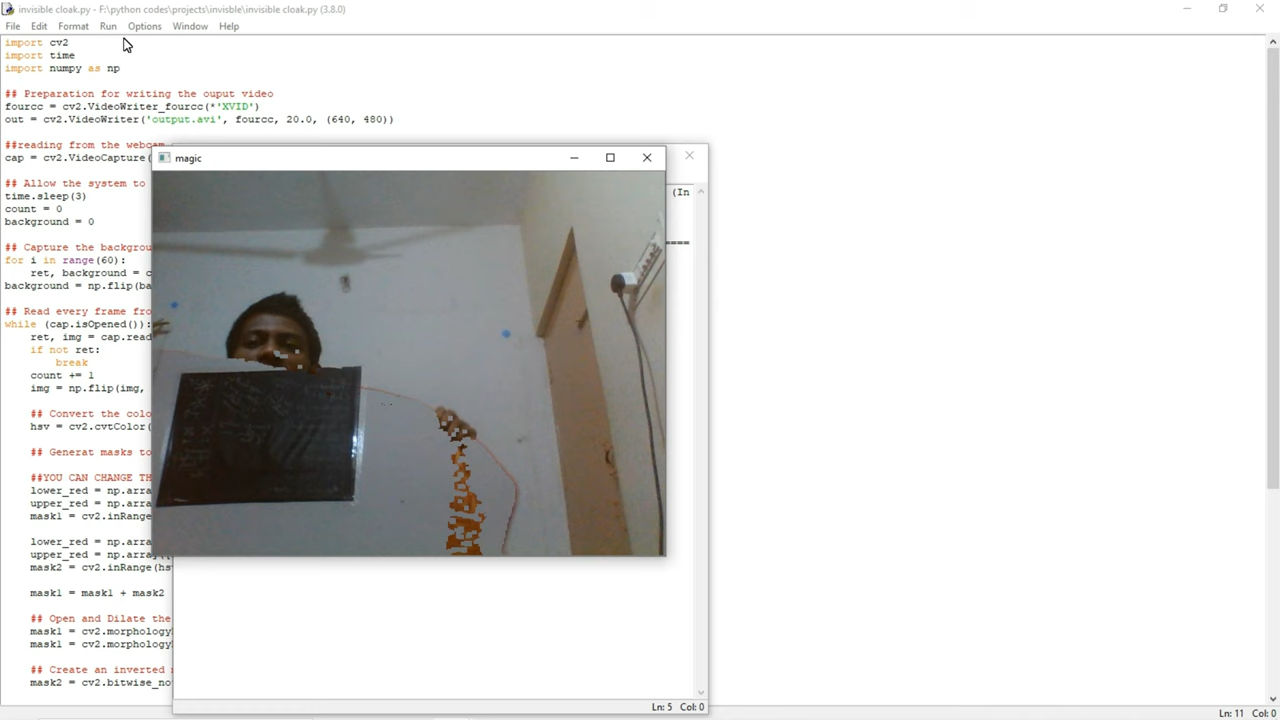 invisible cloak.py - F:\python codes\projects\invisble\invisible cloak.py (3.8.0)
File Edit Format Run Options Window Help
import cv2
import time
import numpy as np
## Preparation for writing the ouput video
fourcc = cv2.VideoWriter_fourcc(*'XVID')
out = cv2.VideoWriter('output.avi', fourcc, 20.0, (640, 480))
##reading from the webcam
cap = cv2.VideoCapture(
## Allow the system to
time.sleep(3)
count = 0
background = 0
## Capture the backgrou
for i in range(60):
ret, background = c
background = np.flip(ba
## Read every frame fro
while (cap.isOpened()):
ret, img = cap.read
if not ret:
break
count += 1
img = np.flip(img,
## Convert the colo
hsv = cv2.cvtColor(
## Generat masks to
##YOU CAN CHANGE TH
lower_red = np.arra
upper_red = np.arra
mask1 = cv2.inRange
lower_red = np.arra
upper_red = np.array(
mask2 = cv2.inRange(hs
mask1 = mask1 + mask2
## Open and Dilate the
mask1 = cv2.morphology
mask1 = cv2.morphology
## Create an inverted
mask2 = cv2.bitwise_no
magic
(In
====
Ln: 5 Col: 0
Ln: 11 Col: 0